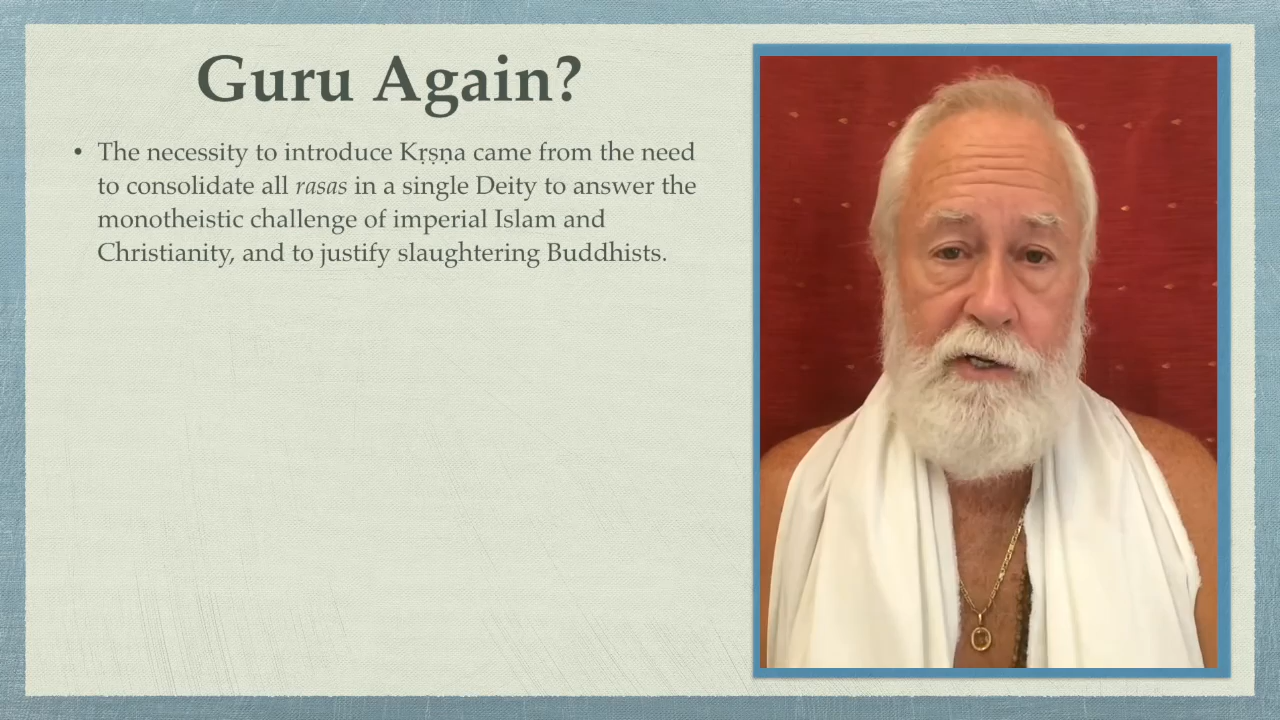 Guru Again?
• The necessity to introduce Kṛṣṇa came from the need
to consolidate all rasas in a single Deity to answer the
monotheistic challenge of imperial Islam and
Christianity, and to justify slaughtering Buddhists.